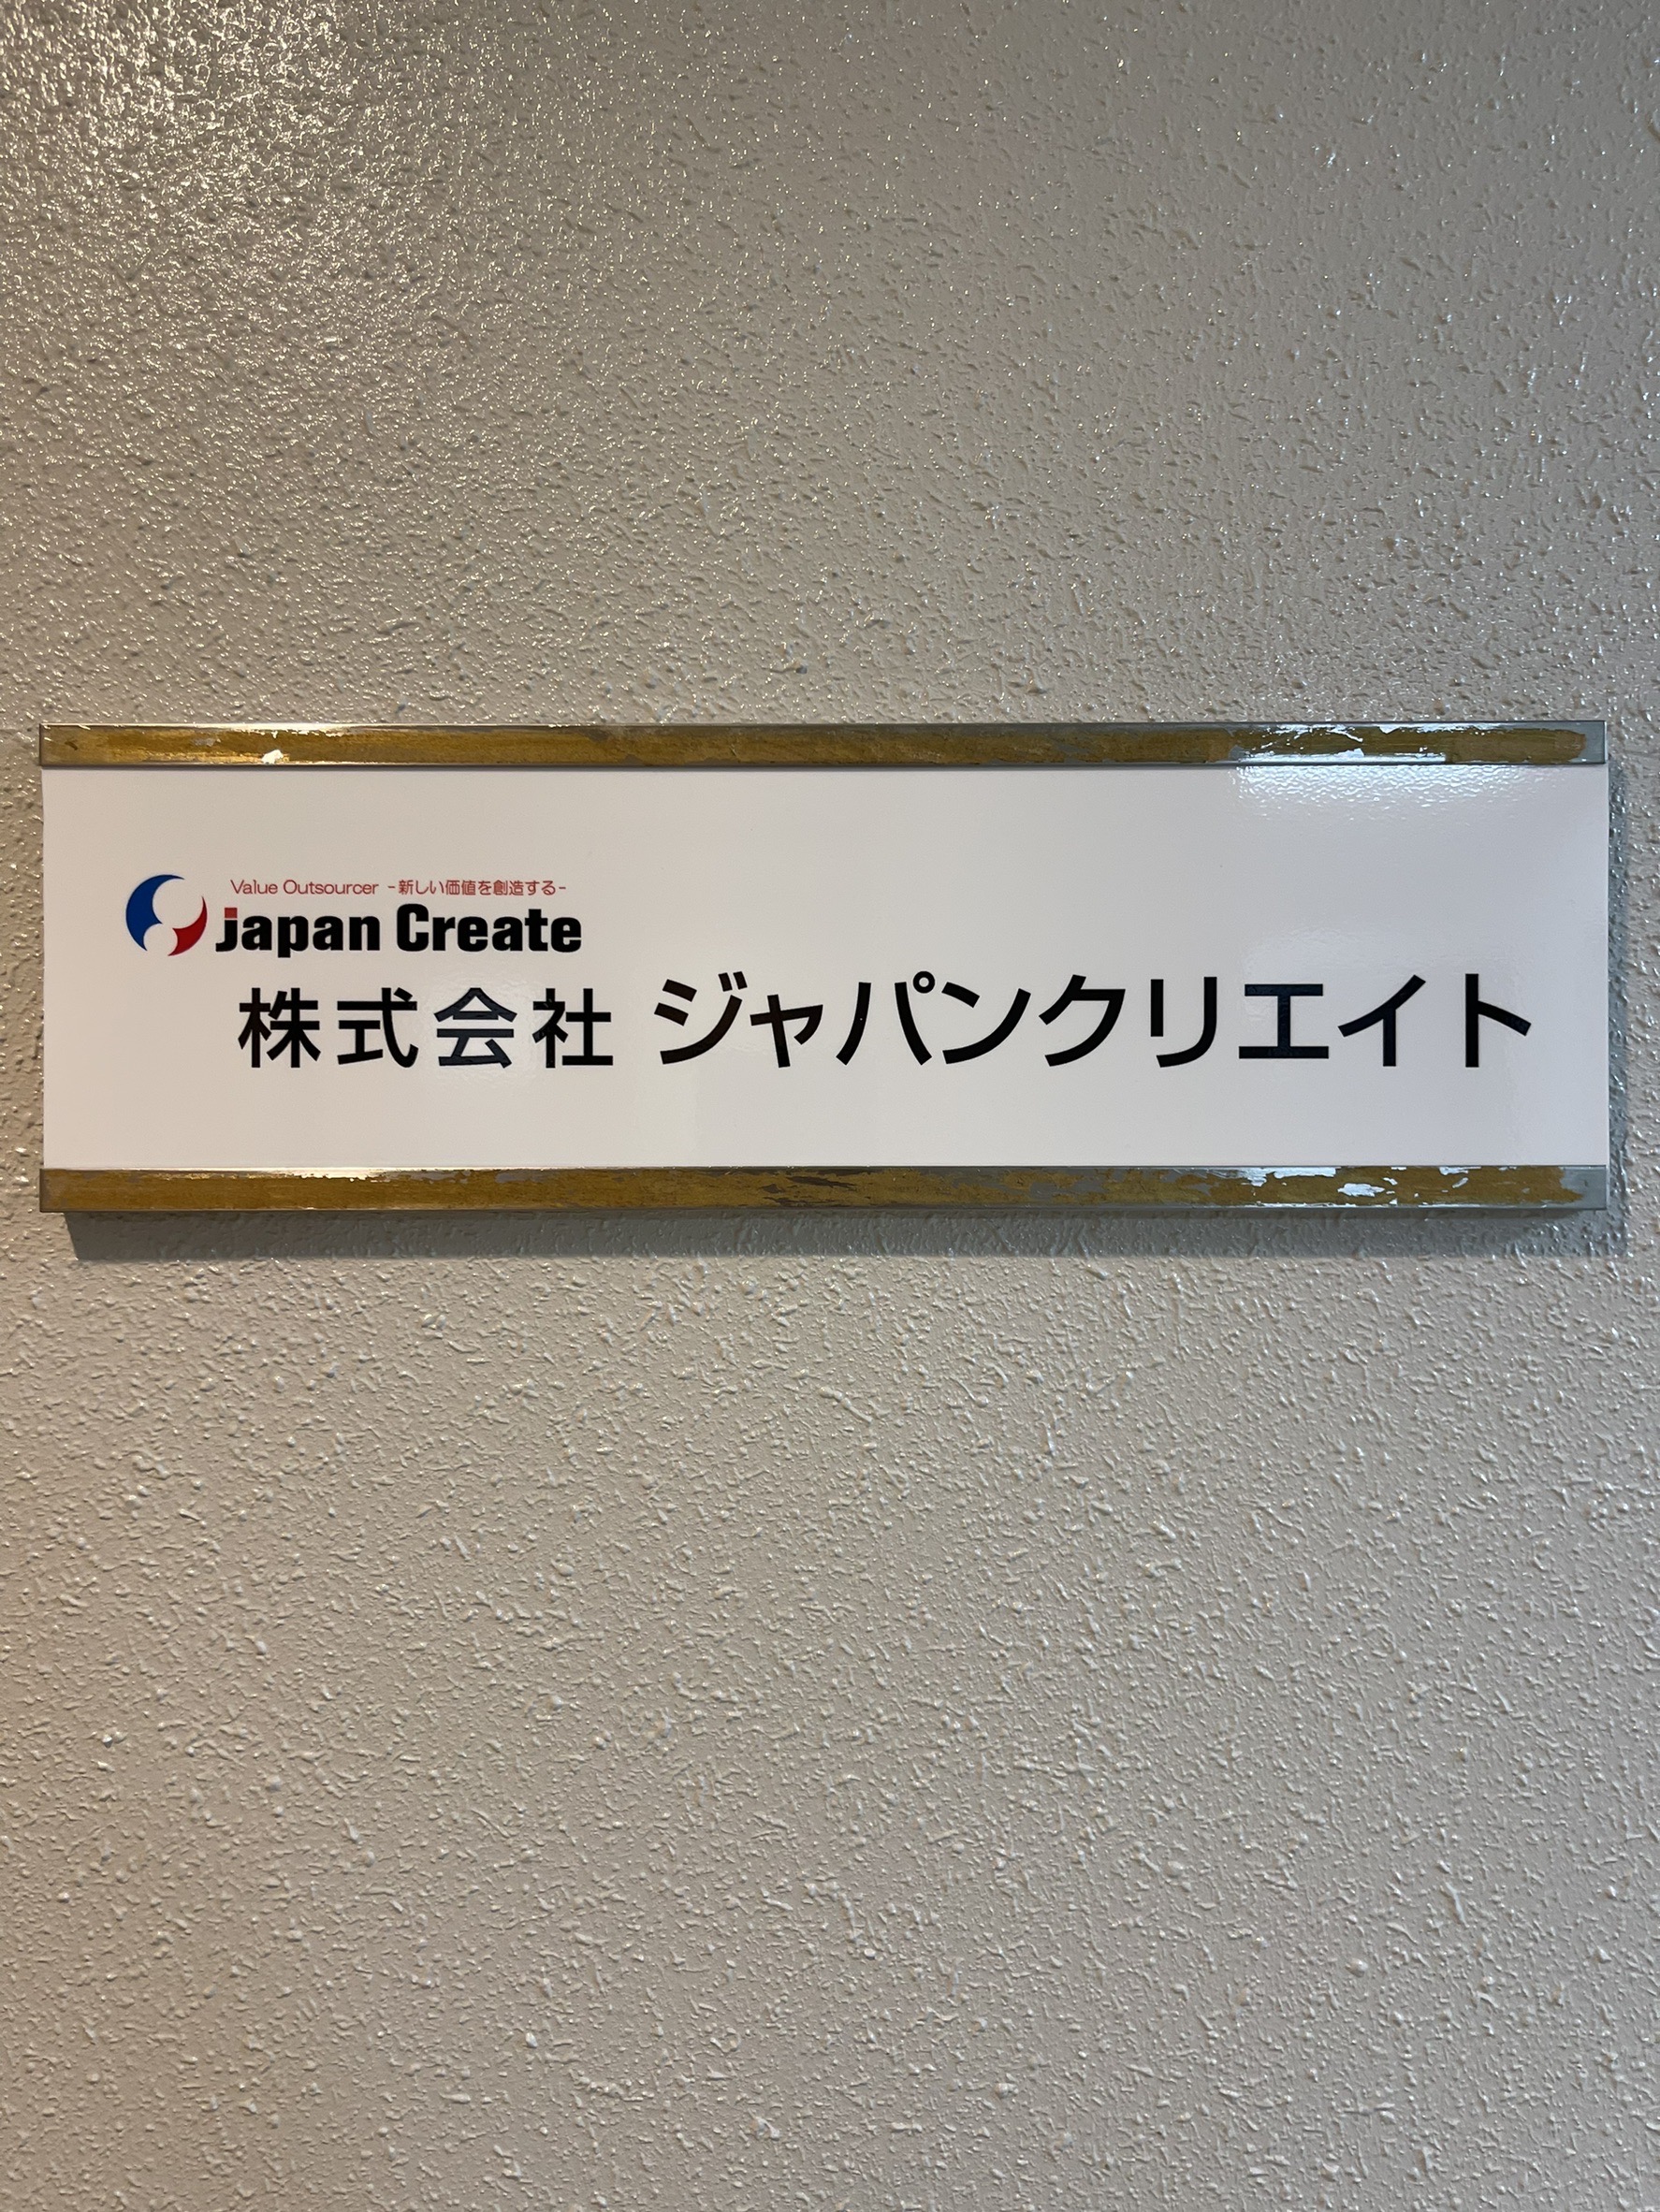 Value Outsourcer -新しい価値を創造する-
japan Create
株式会社 ジャパンクリエイト